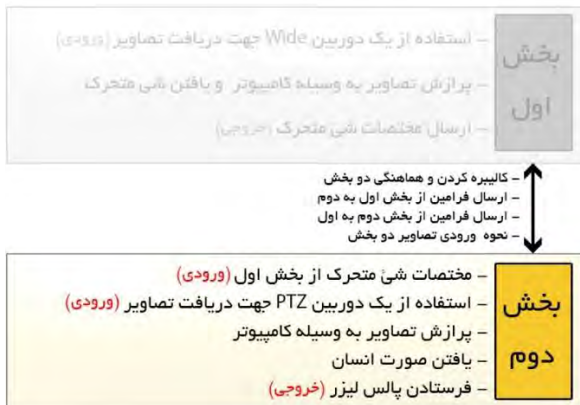 بخش اول
– استفاده از یک دوربین Wide جهت دریافت تصاویر (ورودی)
– پرازش تصاویر به وسیله کامپیوتر و یافتن شی متحرک
– ارسال مختصات شی متحرک (خروجی)
– کالیبره کردن و هماهنگی دو بخش
– ارسال فرامین از بخش اول به دوم
– ارسال فرامین از بخش دوم به اول
– نحوه ورودی تصاویر دو بخش
بخش دوم
– مختصات شئ متحرک از بخش اول (ورودی)
– استفاده از یک دوربین PTZ جهت دریافت تصاویر (ورودی)
– پرازش تصاویر به وسیله کامپیوتر
– یافتن صورت انسان
– فرستادن پالس لیزر (خروجی)